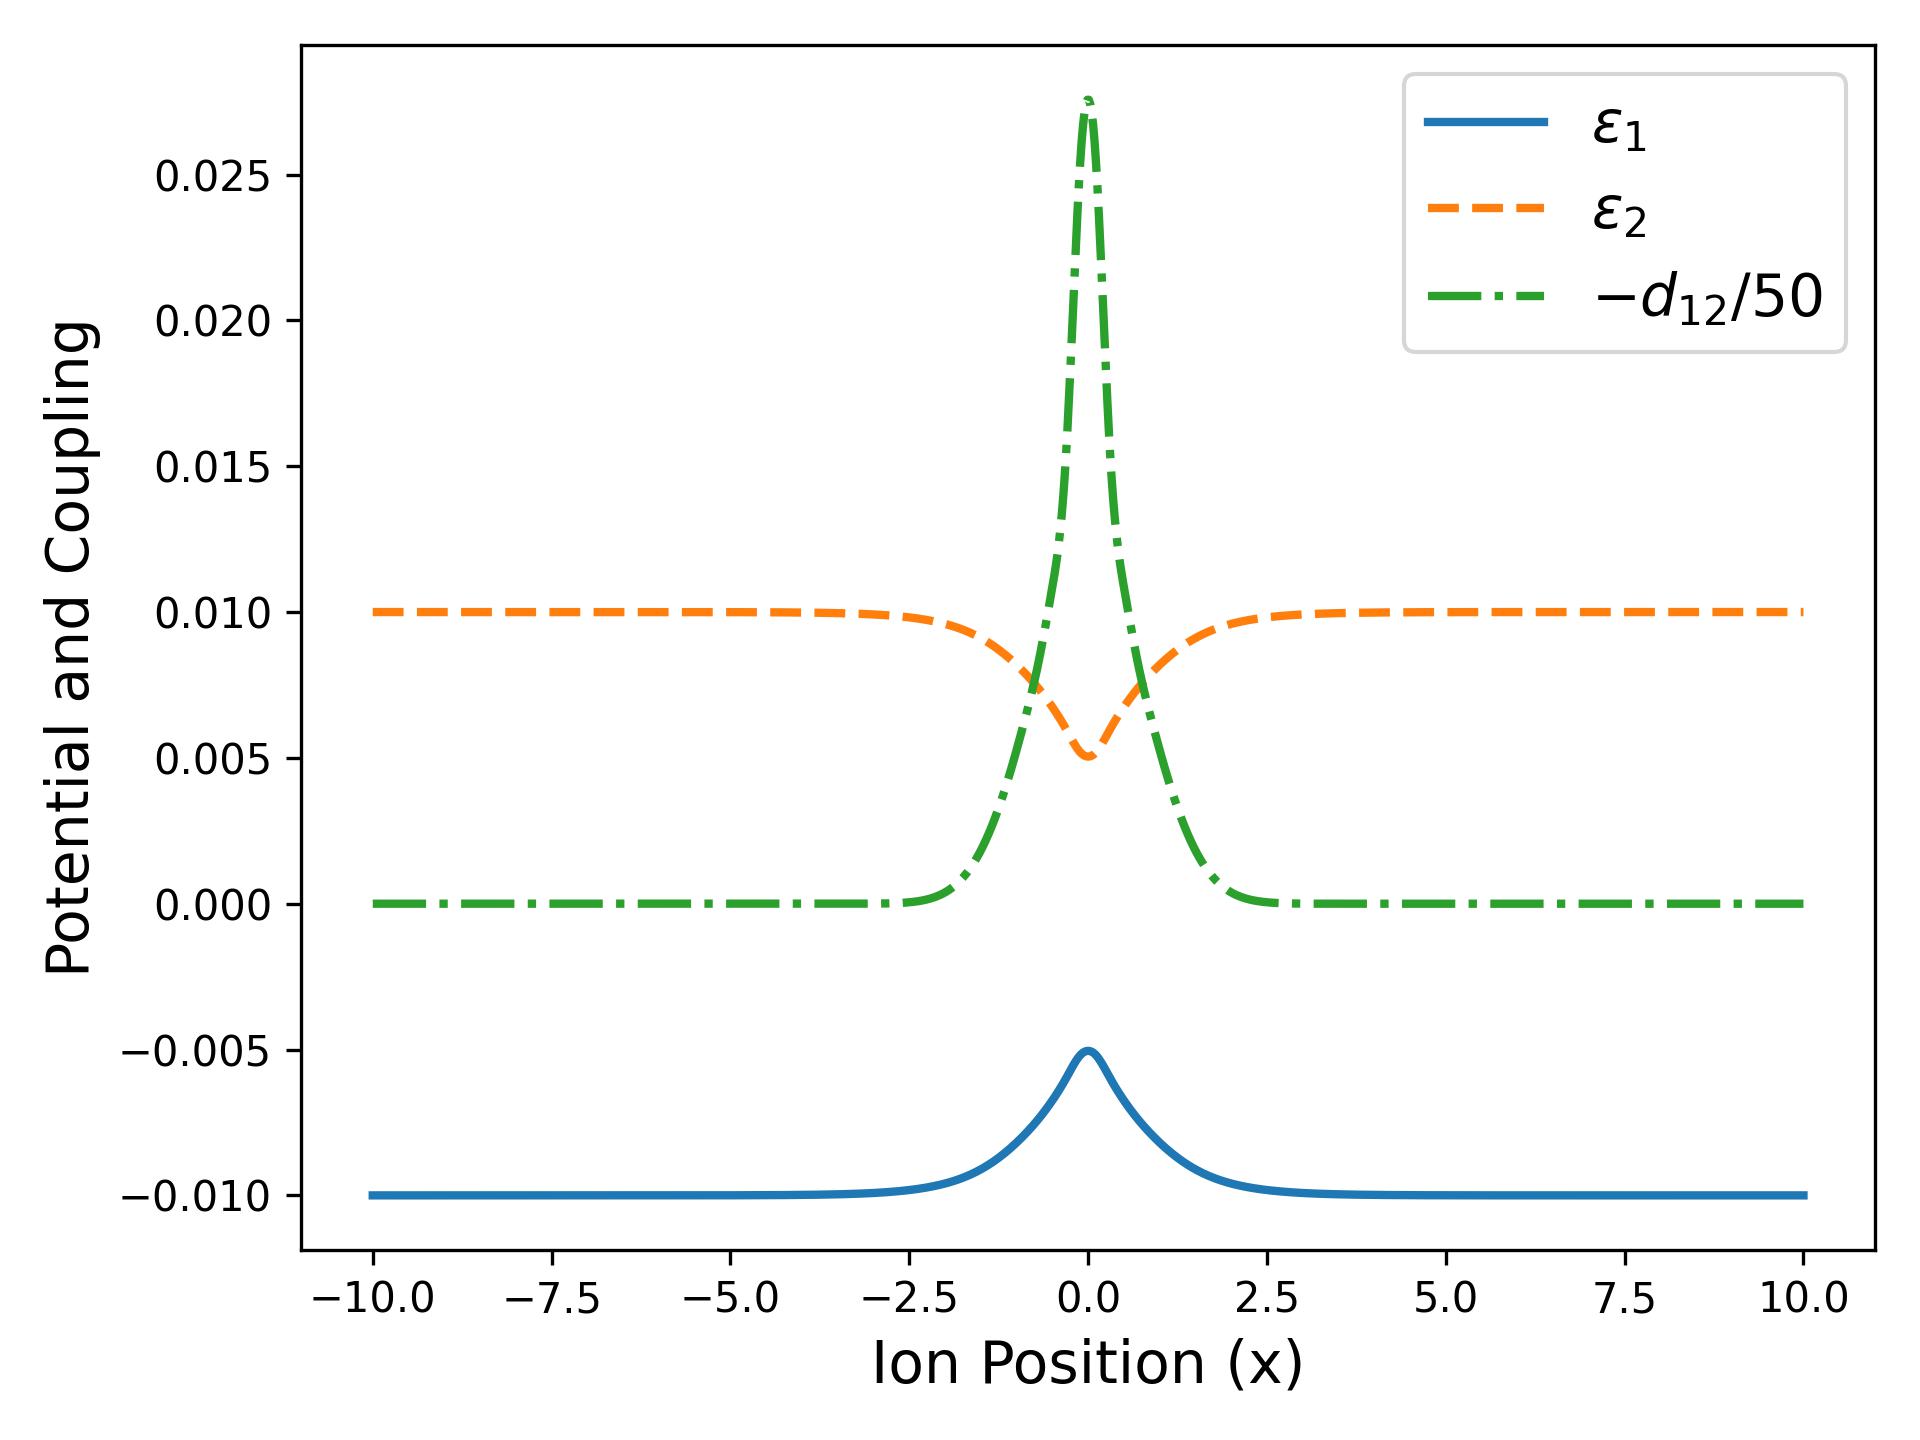 Potential and Coupling
0.025
0.020
0.015
0.010
0.005
0.000
−0.005
−0.010
ε₁
ε₂
−d₁₂/50
−10.0 −7.5 −5.0 −2.5 0.0 2.5 5.0 7.5 10.0
Ion Position (x)